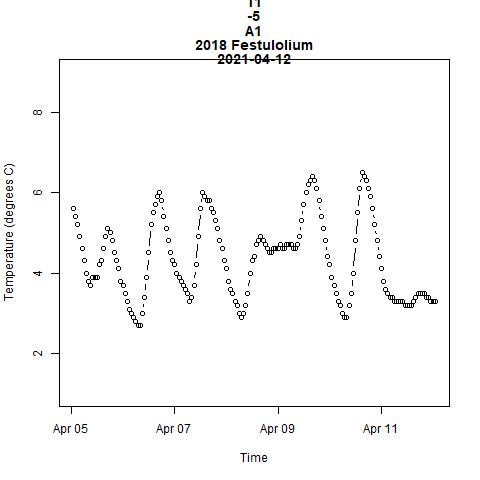 T1
-5
A1
2018 Festulolium
2021-04-12
Temperature (degrees C)
8
6
4
2
Apr 05 Apr 07 Apr 09 Apr 11
Time